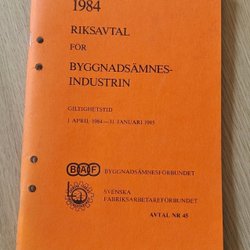 1984
RIKSAVTAL
FÖR
BYGGNADSÄMNES-
INDUSTRIN
GILTIGHETSTID
1 APRIL 1984—31 JANUARI 1985
BÄF BYGGNADSÄMNESFÖRBUNDET
SVENSKA
FABRIKSARBETAREFÖRBUNDET
AVTAL NR 45